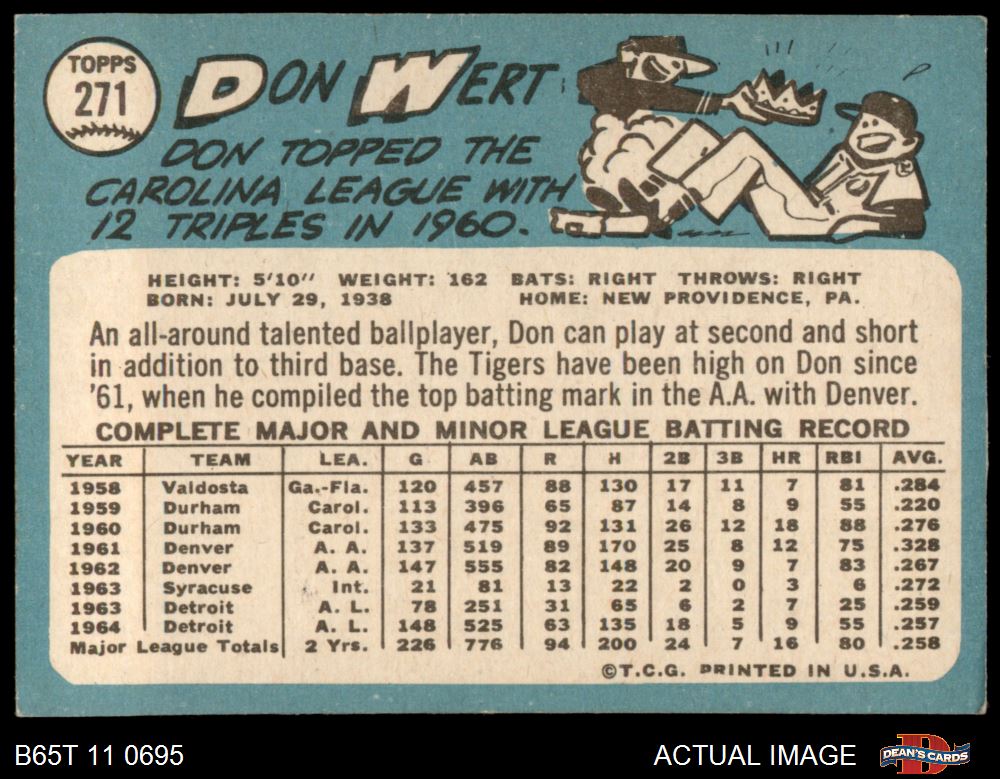 TOPPS
271
DON WERT
DON TOPPED THE
CAROLINA LEAGUE WITH
12 TRIPLES IN 1960.
HEIGHT: 5'10" WEIGHT: 162 BATS: RIGHT THROWS: RIGHT
BORN: JULY 29, 1938 HOME: NEW PROVIDENCE, PA.
An all-around talented ballplayer, Don can play at second and short
in addition to third base. The Tigers have been high on Don since
'61, when he compiled the top batting mark in the A.A. with Denver.
COMPLETE MAJOR AND MINOR LEAGUE BATTING RECORD
YEAR TEAM LEA. G AB R H 2B 3B HR RBI AVG.
1958 Valdosta Ga.-Fla. 120 457 88 130 17 11 7 81 .284
1959 Durham Carol. 113 396 65 87 14 8 9 55 .220
1960 Durham Carol. 133 475 92 131 26 12 18 88 .276
1961 Denver A. A. 137 519 89 170 25 8 12 75 .328
1962 Denver A. A. 147 555 82 148 20 9 7 83 .267
1963 Syracuse Int. 21 81 13 22 2 0 3 6 .272
1963 Detroit A. L. 78 251 31 65 6 2 7 25 .259
1964 Detroit A. L. 148 525 63 135 18 5 9 55 .257
Major League Totals 2 Yrs. 226 776 94 200 24 7 16 80 .258
©T.C.G. PRINTED IN U.S.A.
B65T 11 0695 ACTUAL IMAGE D DEAN'S CARDS